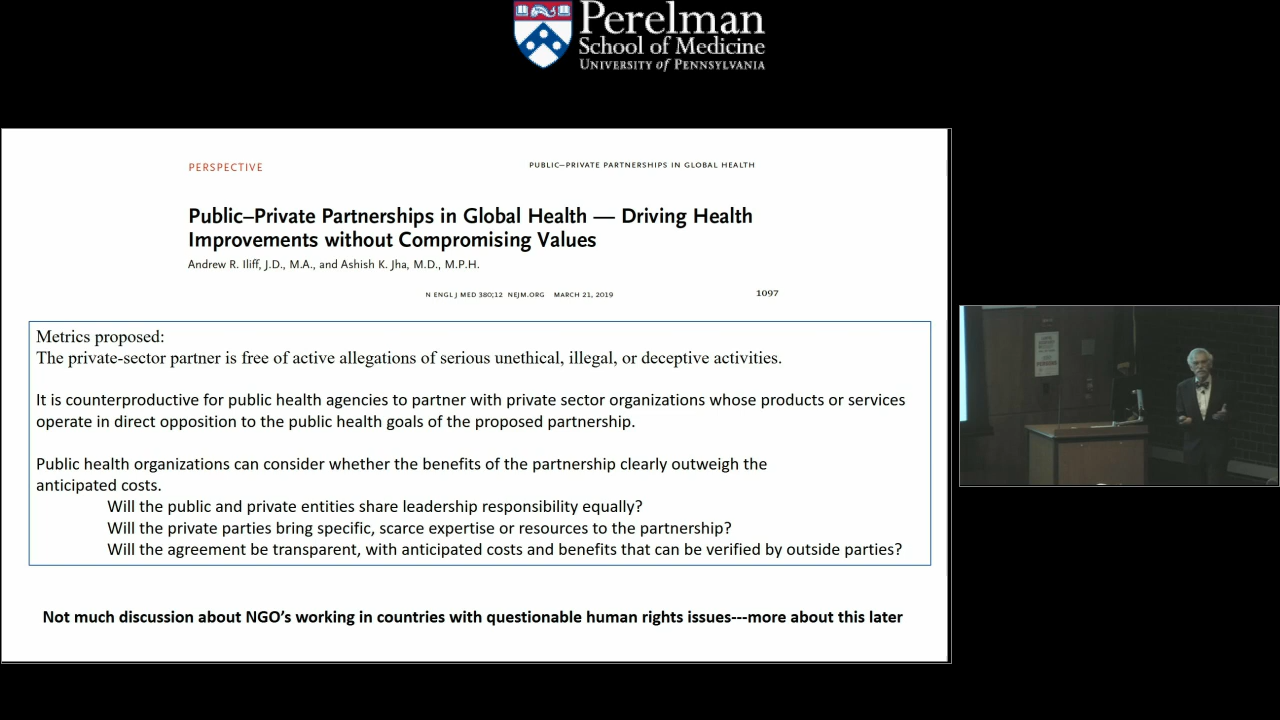 Perelman
School of Medicine
UNIVERSITY of PENNSYLVANIA
PERSPECTIVE
PUBLIC–PRIVATE PARTNERSHIPS IN GLOBAL HEALTH
Public–Private Partnerships in Global Health — Driving Health
Improvements without Compromising Values
Andrew R. Iliff, J.D., M.A., and Ashish K. Jha, M.D., M.P.H.
N ENGL J MED 380;12 NEJM.ORG MARCH 21, 2019
1097
Metrics proposed:
The private-sector partner is free of active allegations of serious unethical, illegal, or deceptive activities.
It is counterproductive for public health agencies to partner with private sector organizations whose products or services
operate in direct opposition to the public health goals of the proposed partnership.
Public health organizations can consider whether the benefits of the partnership clearly outweigh the
anticipated costs.
Will the public and private entities share leadership responsibility equally?
Will the private parties bring specific, scarce expertise or resources to the partnership?
Will the agreement be transparent, with anticipated costs and benefits that can be verified by outside parties?
Not much discussion about NGO's working in countries with questionable human rights issues---more about this later